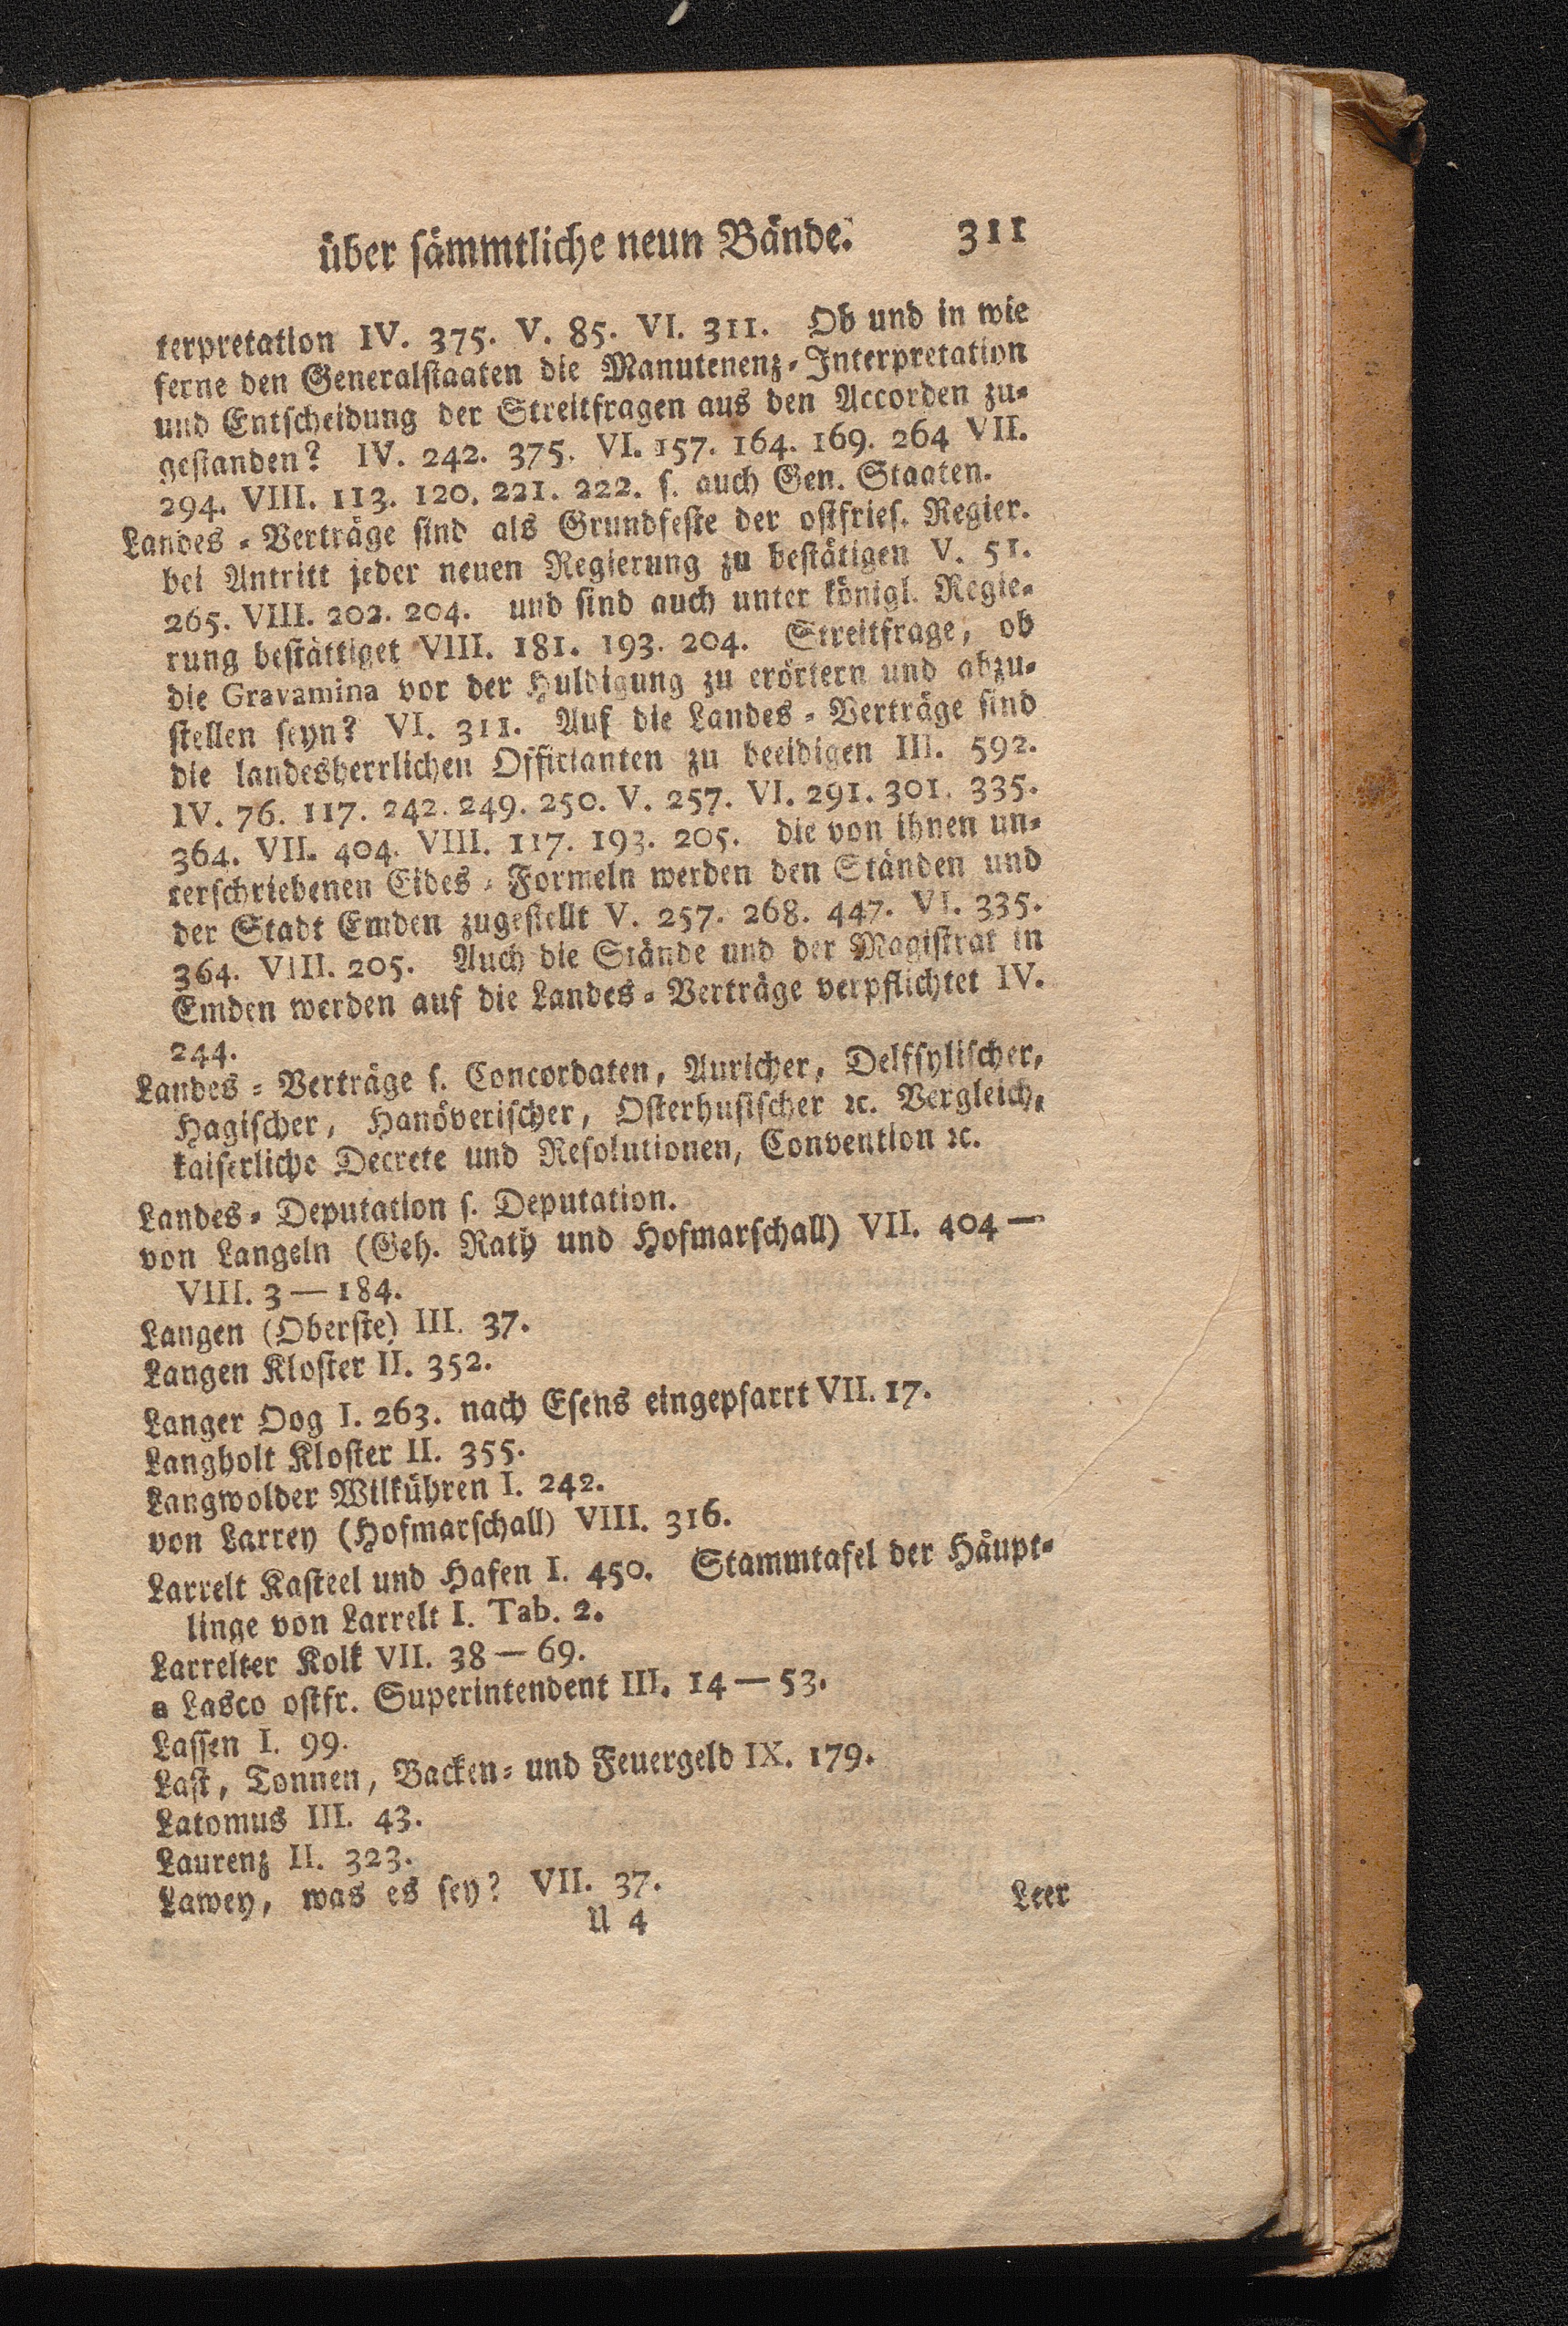 über ſämmtliche neun Bände. 311
terpretation IV. 375. V. 85. VI. 311. Ob und in wie
ferne den Generalſtaaten die Manutenenz-Interpretation
und Entſcheidung der Streitfragen aus den Accorden zu-
geſtanden? IV. 242. 375. VI. 157. 164. 169. 264 VII.
294. VIII. 113. 120. 221. 222. ſ. auch Gen. Staaten.
Landes-Verträge ſind als Grundfeſte der oſtfrieſ. Regier.
bei Antritt jeder neuen Regierung zu beſtätigen V. 51.
265. VIII. 202. 204. und ſind auch unter königl. Regie-
rung beſtättiget VIII. 181. 193. 204. Streitfrage, ob
die Gravamina vor der Huldigung zu erörtern und abzu-
ſtellen ſeyn? VI. 311. Auf die Landes-Verträge ſind
die landesherrlichen Officianten zu beeidigen III. 592.
IV. 76. 117. 242. 249. 250. V. 257. VI. 291. 301. 335.
364. VII. 404. VIII. 117. 193. 205. die von ihnen un-
terſchriebenen Eides-Formeln werden den Ständen und
der Stadt Emden zugeſtellt V. 257. 268. 447. VI. 335.
364. VIII. 205. Auch die Stände und der Magiſtrat in
Emden werden auf die Landes-Verträge verpflichtet IV.
244.
Landes-Verträge ſ. Concordaten, Auricher, Delfſyliſcher,
Hagiſcher, Hanöveriſcher, Oſterhuſiſcher ꝛc. Vergleich,
kaiſerliche Decrete und Reſolutionen, Convention ꝛc.
Landes-Deputation ſ. Deputation.
von Langeln (Geh. Rath und Hofmarſchall) VII. 404 —
VIII. 3 — 184.
Langen (Oberſte) III. 37.
Langen Kloſter II. 352.
Langer Oog I. 263. nach Eſens eingepfarrt VII. 17.
Langholt Kloſter II. 355.
Langwolder Wilkühren I. 242.
von Larrey (Hofmarſchall) VIII. 316.
Larrelt Kaſteel und Hafen I. 450. Stammtafel der Häupt-
linge von Larrelt I. Tab. 2.
Larrelter Kolk VII. 38 — 69.
a Lasco oſtfr. Superintendent III. 14 — 53.
Laſſen I. 99.
Laſt, Tonnen, Backen- und Feuergeld IX. 179.
Latomus III. 43.
Laurenz II. 323.
Lawey, was es ſey? VII. 37.
U 4 Leer